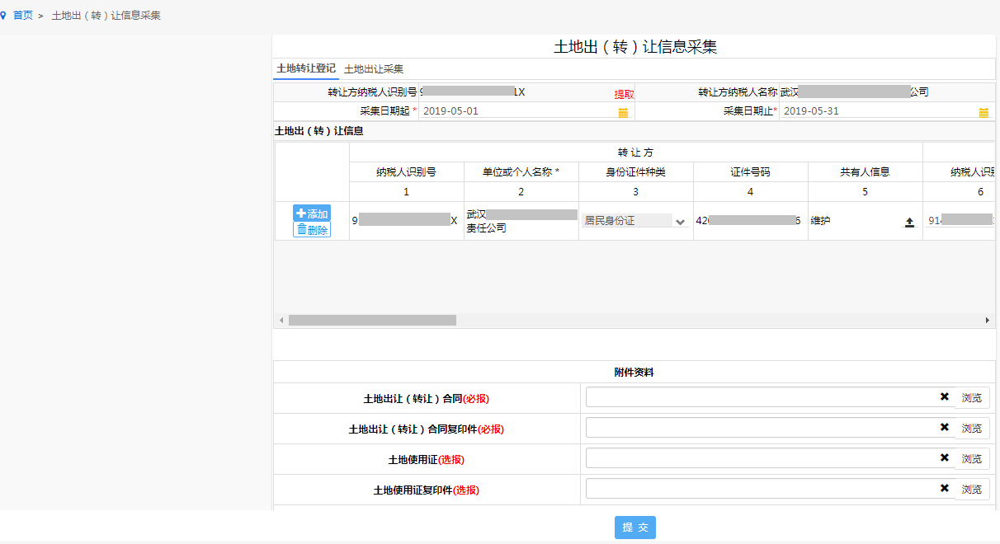 首页 > 土地出（转）让信息采集
土地出（转）让信息采集
土地转让登记 土地出让采集
转让方纳税人识别号 9 1X 提取 转让方纳税人名称 武汉 公司
采集日期起 * 2019-05-01 采集日期止* 2019-05-31
土地出（转）让信息
转 让 方
纳税人识别号 单位或个人名称 * 身份证件种类 证件号码 共有人信息 纳税人识别
1 2 3 4 5 6
添加 9 X 武汉 责任公司 居民身份证 420 6 维护 914
删除
附件资料
土地出让（转让）合同(必报) 浏览
土地出让（转让）合同复印件(必报) 浏览
土地使用证(选报) 浏览
土地使用证复印件(选报) 浏览
提 交